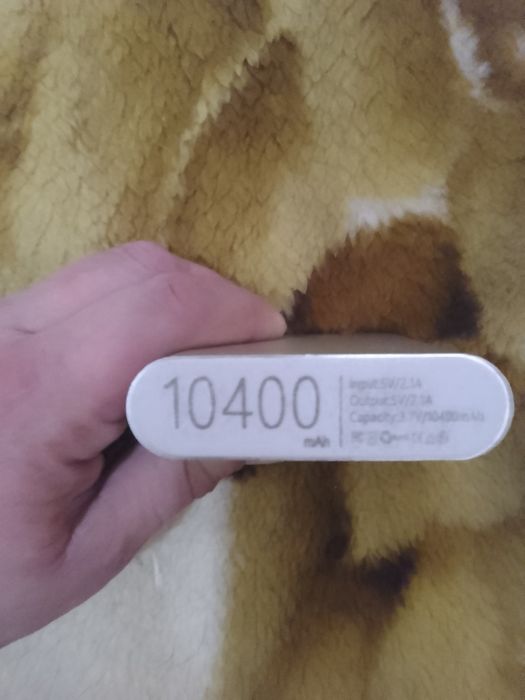 10400
mAh
Input:5V/2.1A
Output:5V/2.1A
Capacity:3.7V/10400mAh